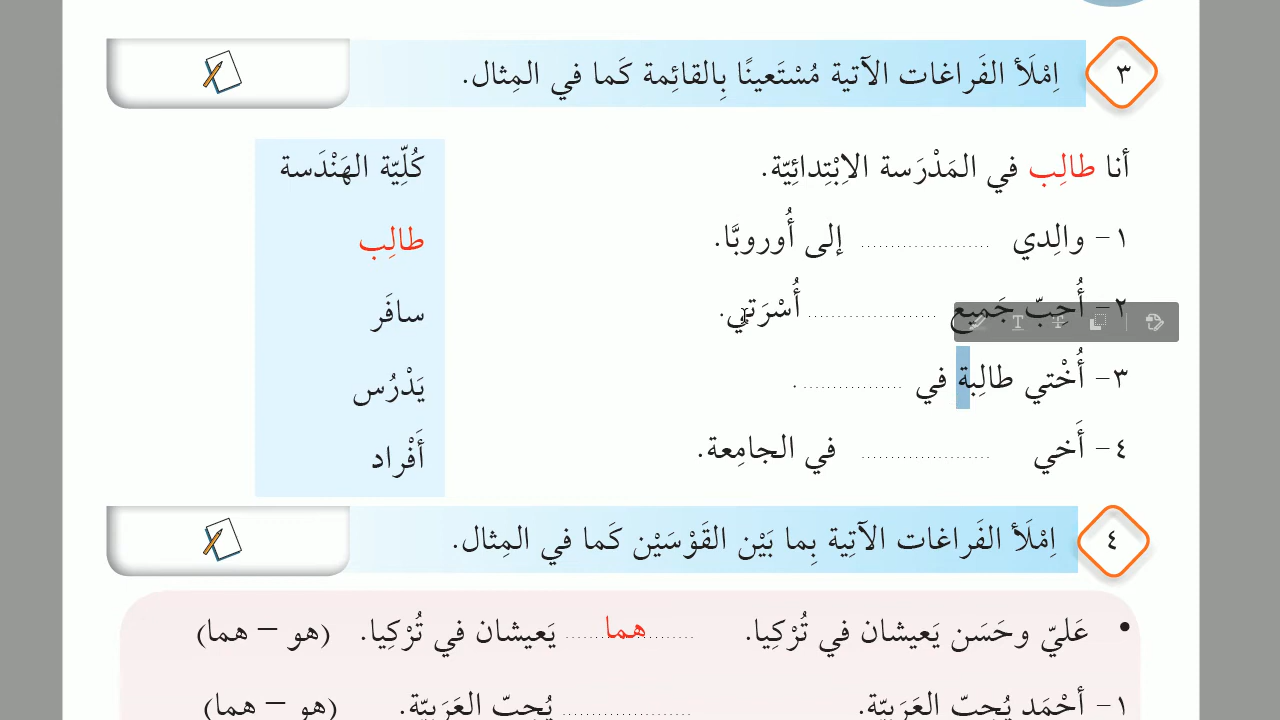 ٣ اِمْلَأ الفَراغات الآتية مُسْتَعينًا بِالقائِمة كَما في المِثال.
أنا طالِب في المَدْرَسة الاِبْتِدائِيّة.
كُلِّيّة الهَنْدَسة
١- والِدي ..................... إلى أُوروبَّا.
طالِب
٢- أُحِبّ جَميع ..................... أُسْرَتي.
سافَر
٣- أُخْتي طالِبة في ................ .
يَدْرُس
٤- أَخي ..................... في الجامِعة.
أَفْراد
٤ اِمْلَأ الفَراغات الآتِية بِما بَيْن القَوْسَيْن كَما في المِثال.
• عَليّ وحَسَن يَعيشان في تُرْكِيا. هما يَعيشان في تُرْكِيا. (هو – هما)
١- أحْمَد يُحِبّ العَرَبِيّة. ..................... يُحِبّ العَرَبِيّة. (هو – هما)